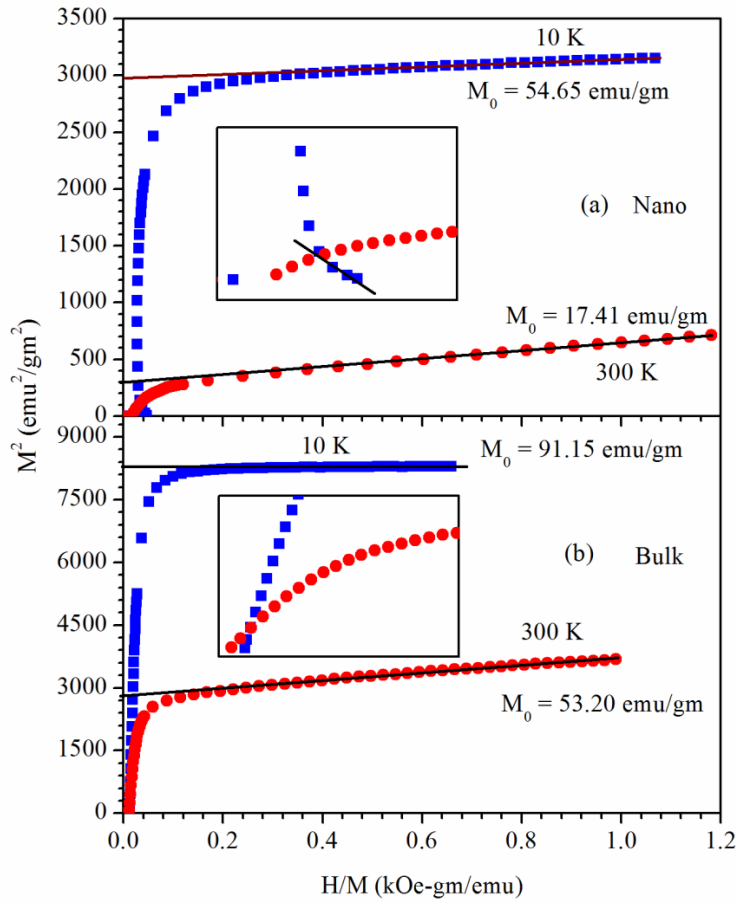 3500
10 K
3000
M0 = 54.65 emu/gm
2500
2000
(a) Nano
1500
1000
M0 = 17.41 emu/gm
500
300 K
0
M² (emu²/gm²)
9000
10 K
M0 = 91.15 emu/gm
7500
6000
(b) Bulk
4500
300 K
3000
M0 = 53.20 emu/gm
1500
0
0.0 0.2 0.4 0.6 0.8 1.0 1.2
H/M (kOe-gm/emu)